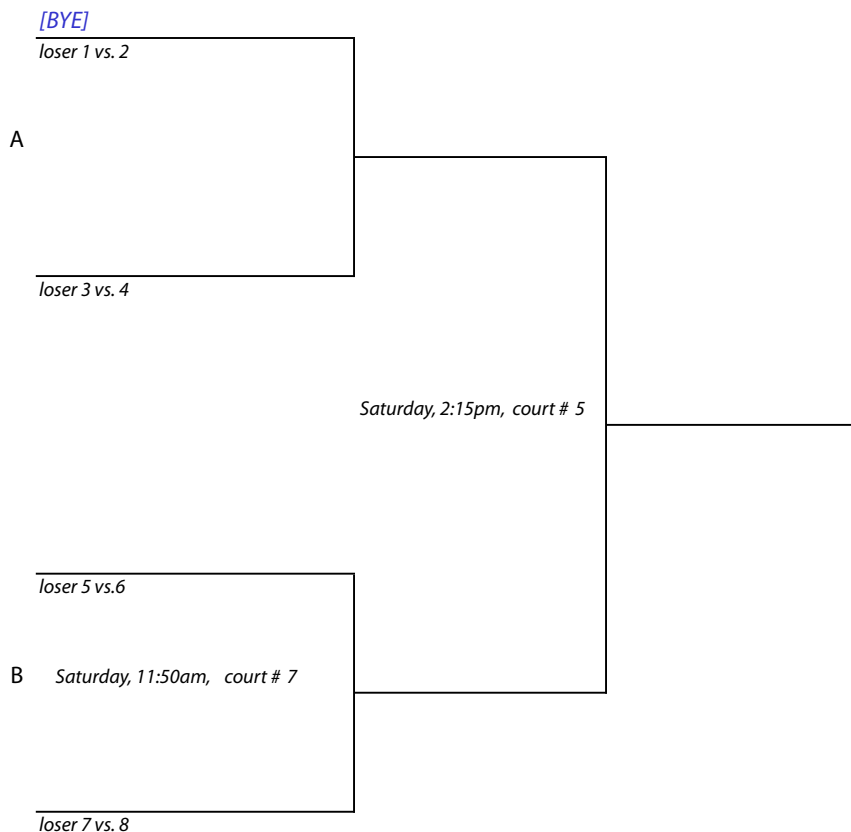 [BYE]
loser 1 vs. 2
A
loser 3 vs. 4
Saturday, 2:15pm, court # 5
loser 5 vs.6
B Saturday, 11:50am, court # 7
loser 7 vs. 8